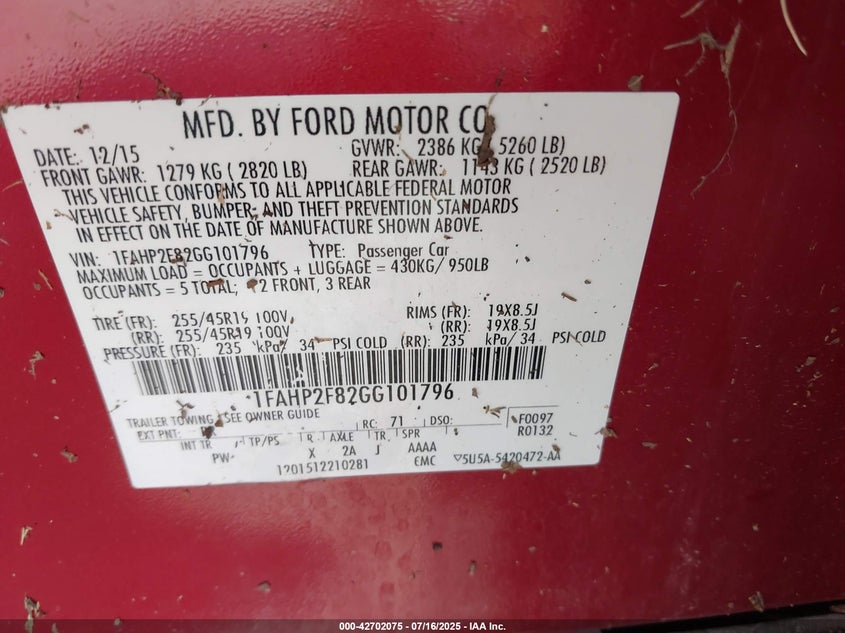 MFD. BY FORD MOTOR CO.
DATE: 12/15 GVWR: 2386 KG ( 5260 LB)
FRONT GAWR: 1279 KG ( 2820 LB) REAR GAWR: 1143 KG ( 2520 LB)
THIS VEHICLE CONFORMS TO ALL APPLICABLE FEDERAL MOTOR
VEHICLE SAFETY, BUMPER, AND THEFT PREVENTION STANDARDS
IN EFFECT ON THE DATE OF MANUFACTURE SHOWN ABOVE.
VIN: 1FAHP2F82GG101796 TYPE: Passenger Car
MAXIMUM LOAD = OCCUPANTS + LUGGAGE = 430KG/ 950LB
OCCUPANTS = 5 TOTAL; 2 FRONT, 3 REAR
TIRE (FR): 255/45R19 100V RIMS (FR): 19X8.5J
(RR): 255/45R19 100V (RR): 19X8.5J
PRESSURE (FR): 235 kPa/ 34 PSI COLD (RR): 235 kPa/ 34 PSI COLD
1FAHP2F82GG101796
TRAILER TOWING - SEE OWNER GUIDE
EXT PNT: RC: 71 DSO: F0097
R0132
INT TR TP/PS R AXLE TR SPR
PW X 2A J AAAA
1201512210281 EMC 5U5A-5420472-AA
000-42702075 - 07/16/2025 - IAA Inc.